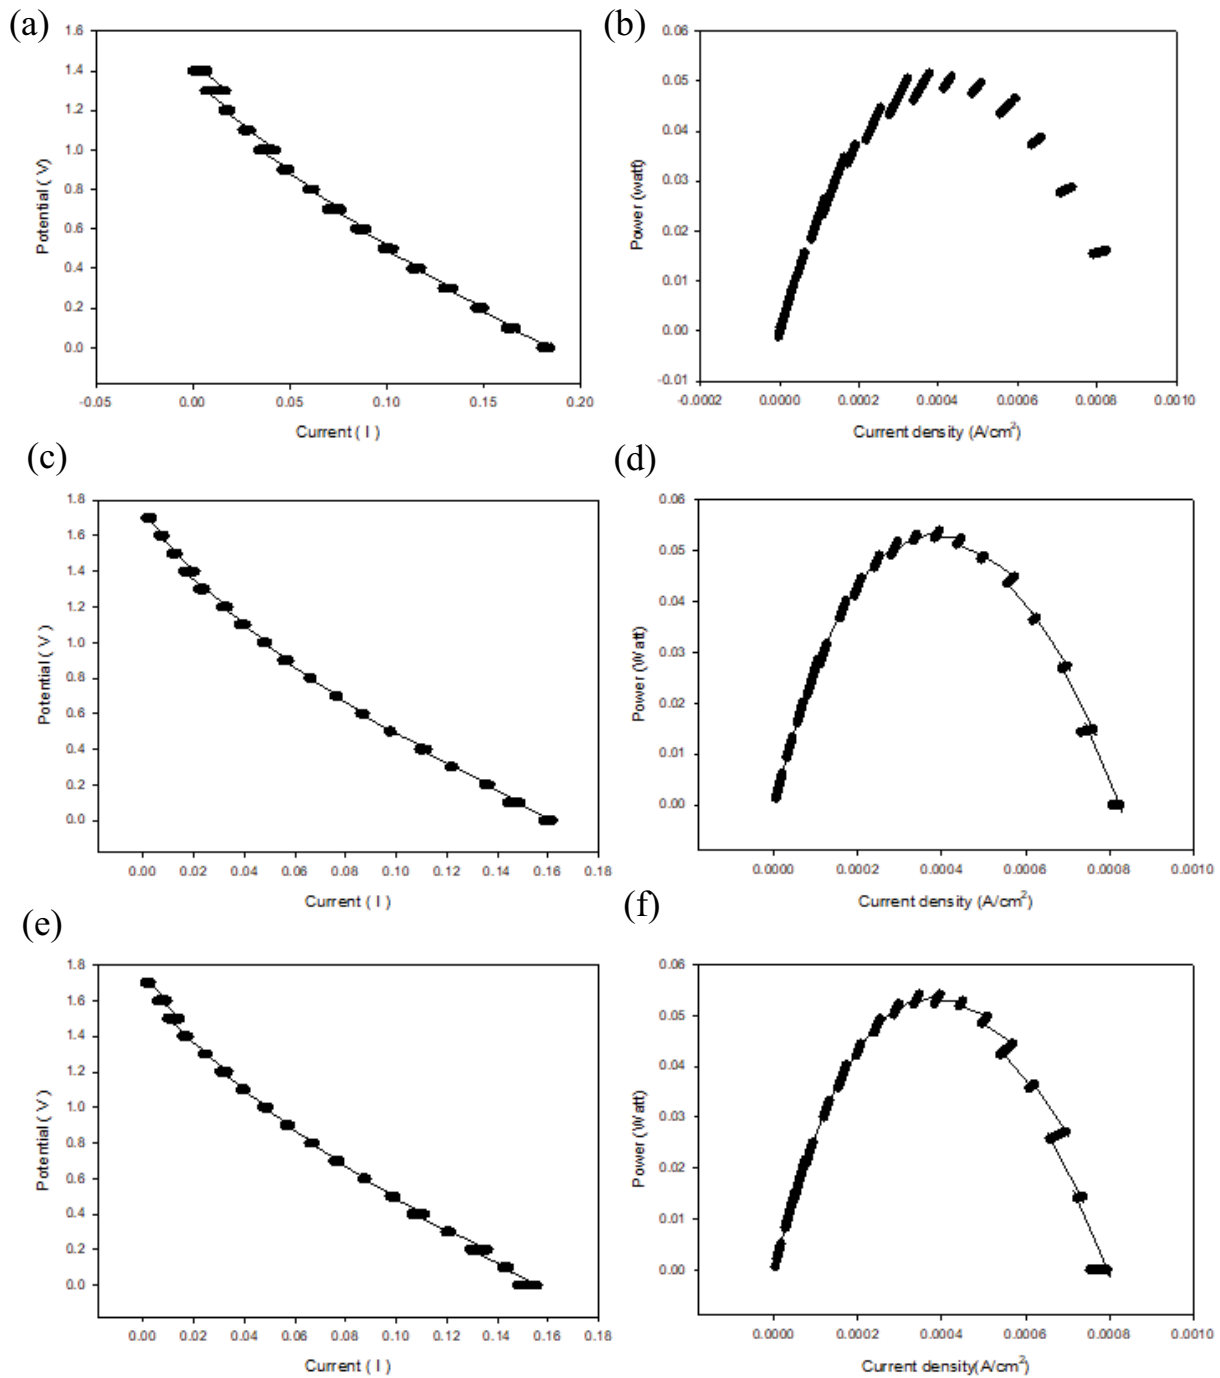 (a)
1.6
1.4
1.2
1.0
0.8
0.6
0.4
0.2
0.0
Potential ( V)
-0.05 0.00 0.05 0.10 0.15 0.20
Current ( I )
(b)
0.06
0.05
0.04
0.03
0.02
0.01
0.00
-0.01
Power (watt)
-0.0002 0.0000 0.0002 0.0004 0.0006 0.0008 0.0010
Current density (A/cm²)
(c)
1.8
1.6
1.4
1.2
1.0
0.8
0.6
0.4
0.2
0.0
Potential ( V )
0.00 0.02 0.04 0.06 0.08 0.10 0.12 0.14 0.16 0.18
Current ( I )
(d)
0.06
0.05
0.04
0.03
0.02
0.01
0.00
Power (Watt)
0.0000 0.0002 0.0004 0.0006 0.0008 0.0010
Current density (A/cm²)
(e)
1.8
1.6
1.4
1.2
1.0
0.8
0.6
0.4
0.2
0.0
Potential ( V )
0.00 0.02 0.04 0.06 0.08 0.10 0.12 0.14 0.16 0.18
Current ( I )
(f)
0.06
0.05
0.04
0.03
0.02
0.01
0.00
Power (Watt)
0.0000 0.0002 0.0004 0.0006 0.0008 0.0010
Current density(A/cm²)